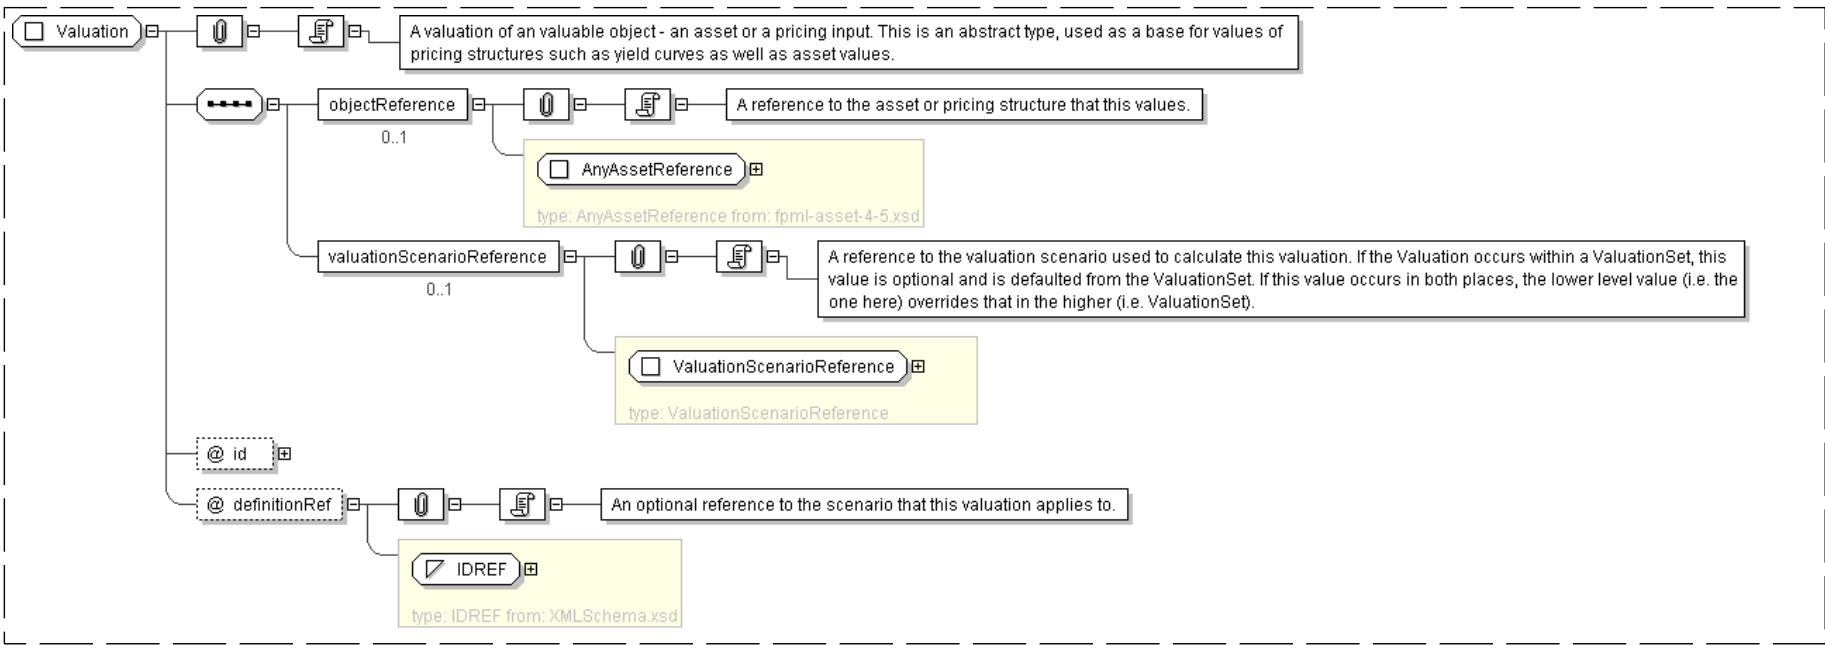 Valuation
A valuation of an valuable object - an asset or a pricing input. This is an abstract type, used as a base for values of
pricing structures such as yield curves as well as asset values.
objectReference
A reference to the asset or pricing structure that this values.
0..1
AnyAssetReference
type: AnyAssetReference from: fpml-asset-4-5.xsd
valuationScenarioReference
A reference to the valuation scenario used to calculate this valuation. If the Valuation occurs within a ValuationSet, this
value is optional and is defaulted from the ValuationSet. If this value occurs in both places, the lower level value (i.e. the
one here) overrides that in the higher (i.e. ValuationSet).
0..1
ValuationScenarioReference
type: ValuationScenarioReference
@ id
@ definitionRef
An optional reference to the scenario that this valuation applies to.
IDREF
type: IDREF from: XMLSchema.xsd